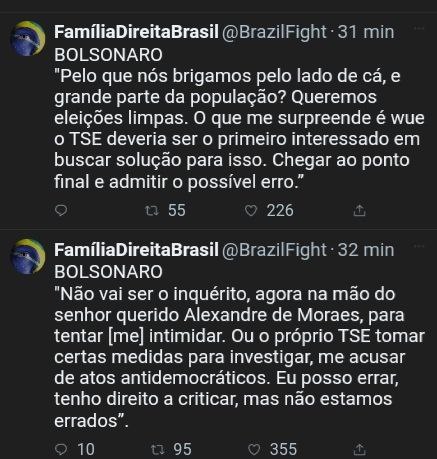 FamíliaDireitaBrasil @BrazilFight · 31 min
BOLSONARO
"Pelo que nós brigamos pelo lado de cá, e
grande parte da população? Queremos
eleições limpas. O que me surpreende é wue
o TSE deveria ser o primeiro interessado em
buscar solução para isso. Chegar ao ponto
final e admitir o possível erro.”
55 226
FamíliaDireitaBrasil @BrazilFight · 32 min
BOLSONARO
"Não vai ser o inquérito, agora na mão do
senhor querido Alexandre de Moraes, para
tentar [me] intimidar. Ou o próprio TSE tomar
certas medidas para investigar, me acusar
de atos antidemocráticos. Eu posso errar,
tenho direito a criticar, mas não estamos
errados”.
10 95 355